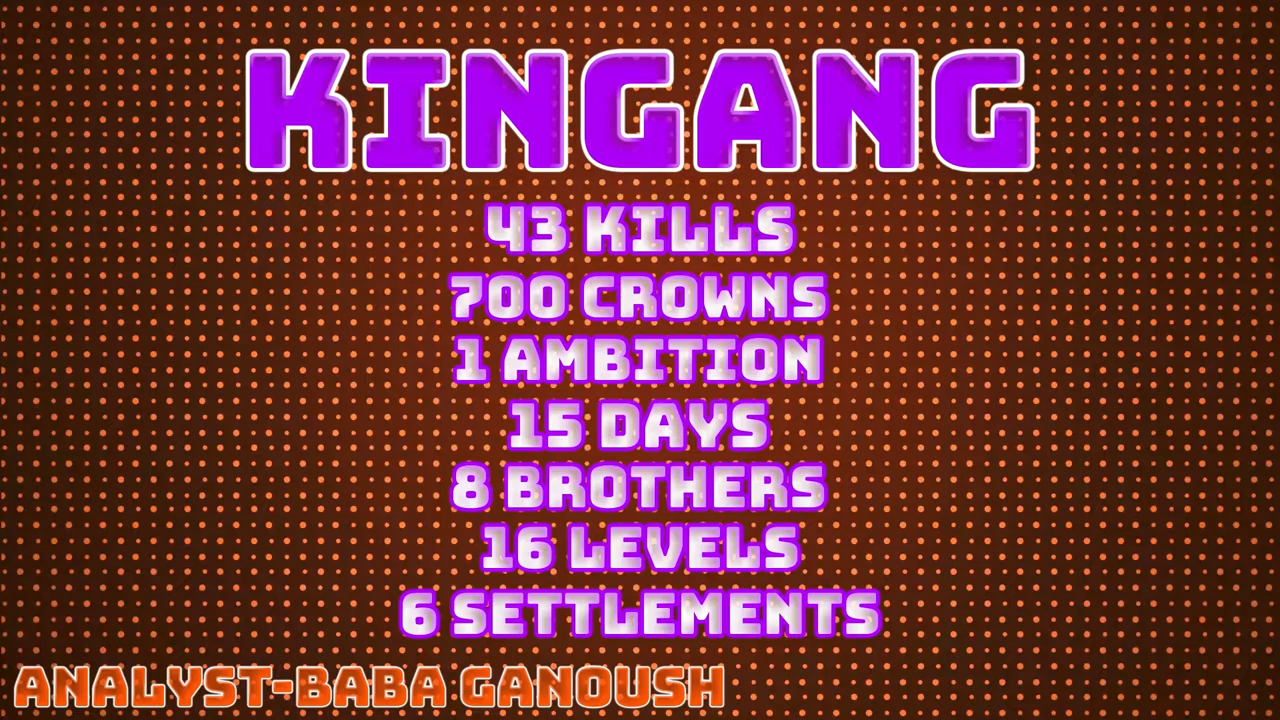 KINGANG
43 KILLS
700 CROWNS
1 AMBITION
15 DAYS
8 BROTHERS
16 LEVELS
6 SETTLEMENTS
ANALYST-BABA GANOUSH